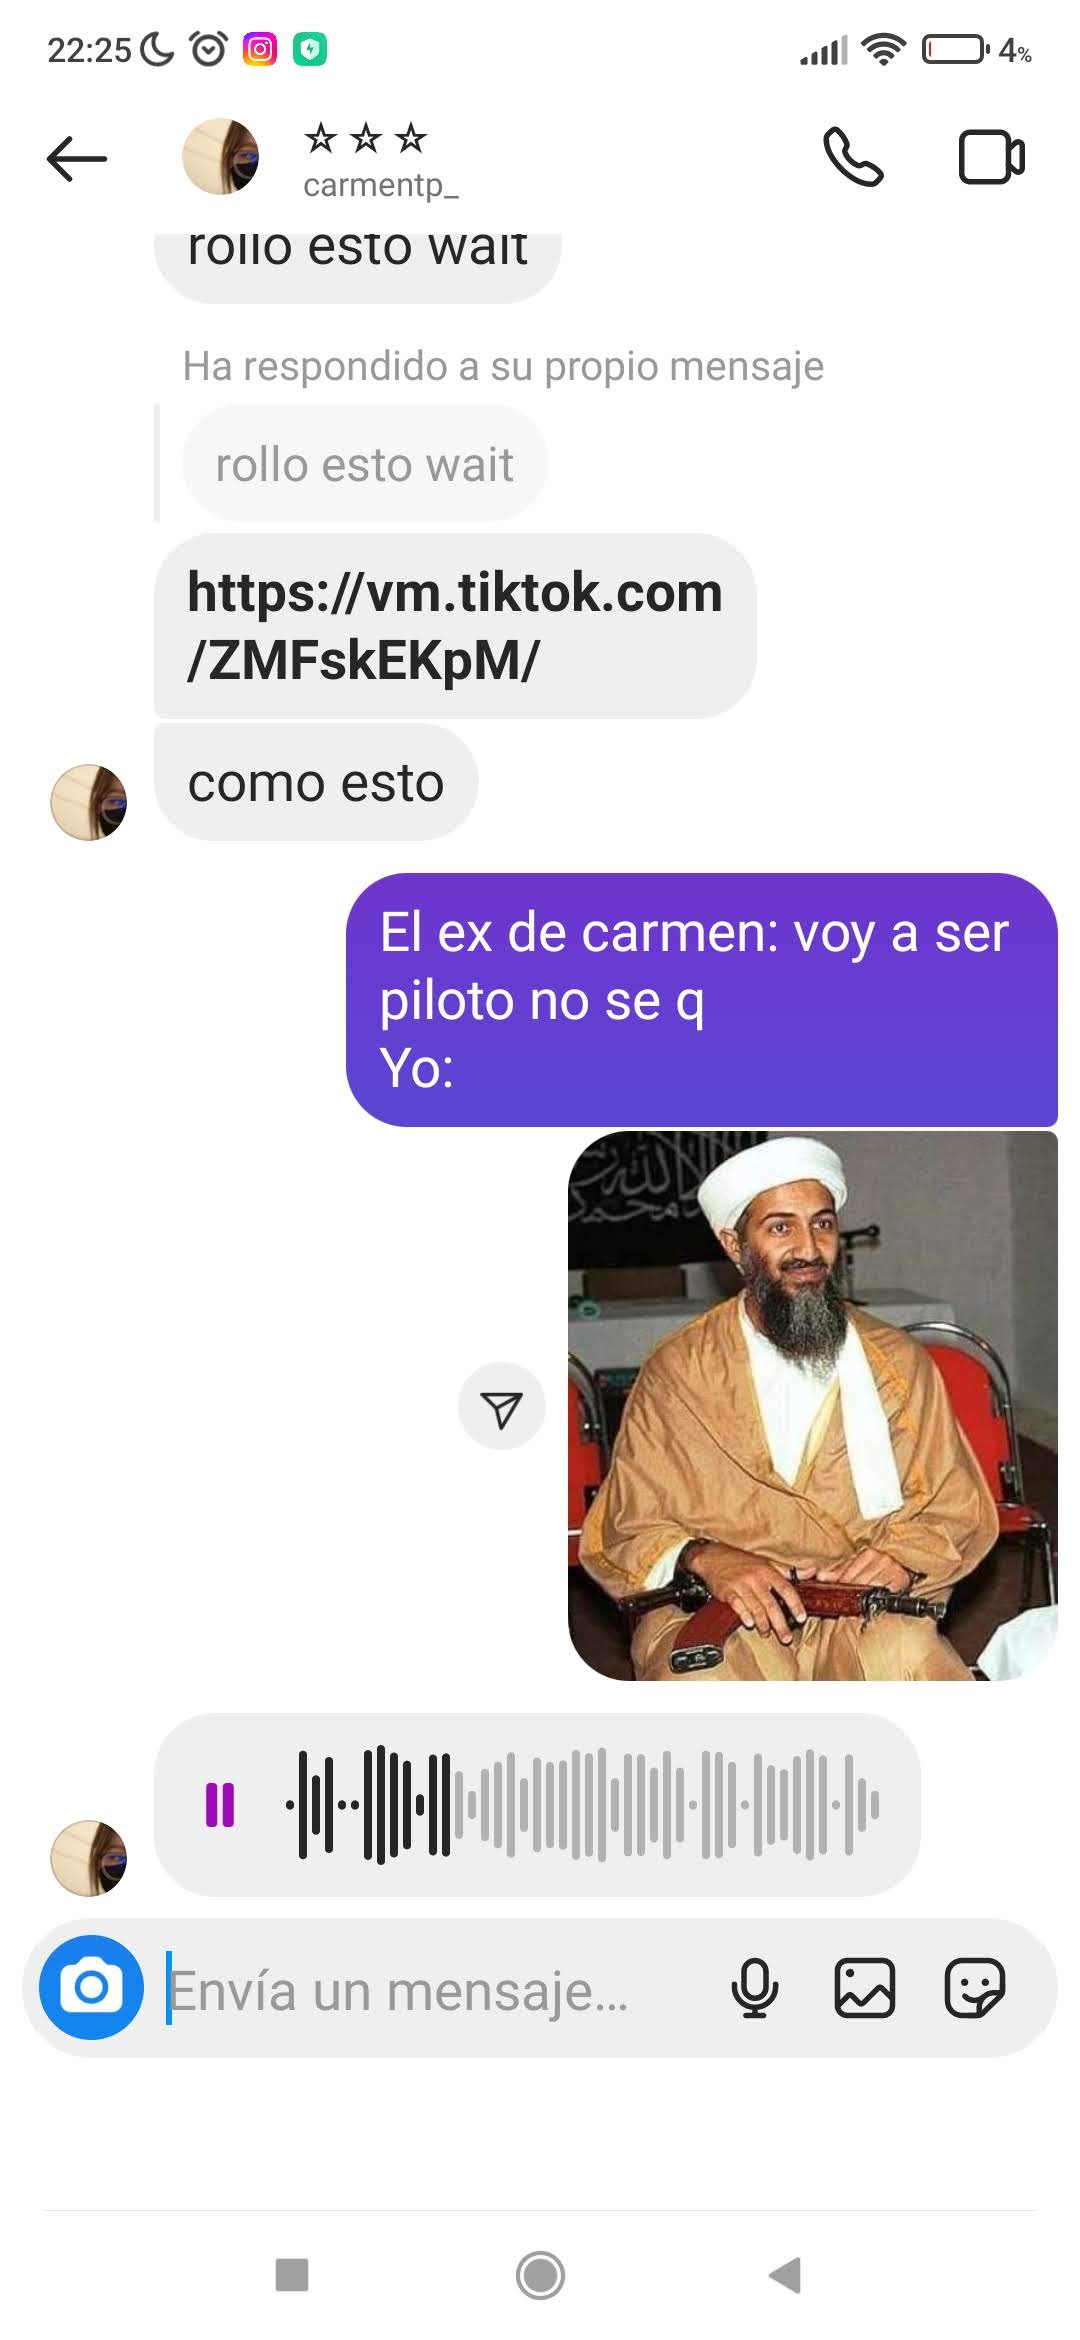 22:25
4%
☆ ☆ ☆
carmentp_
rollo esto wait
Ha respondido a su propio mensaje
rollo esto wait
https://vm.tiktok.com
/ZMFskEKpM/
como esto
El ex de carmen: voy a ser
piloto no se q
Yo:
Envía un mensaje...